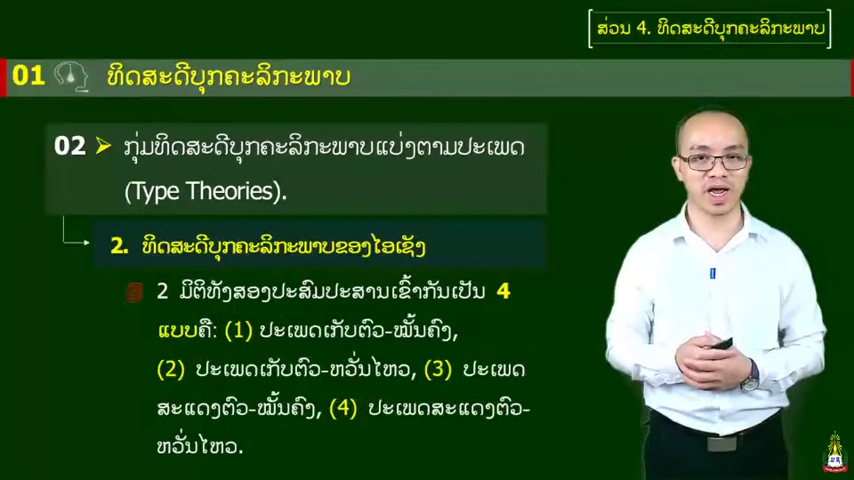 ສ່ວນ 4. ທິດສະດີບຸກຄະລິກະພາບ
01 ທິດສະດີບຸກຄະລິກະພາບ
02 ➤ ກຸ່ມທິດສະດີບຸກຄະລິກະພາບແບ່ງຕາມປະເພດ
(Type Theories).
2. ທິດສະດີບຸກຄະລິກະພາບຂອງໄອເຊັງ
2 ມິຕິທັງສອງປະສົມປະສານເຂົ້າກັນເປັນ 4
ແບບຄື: (1) ປະເພດເກັບຕົວ-ໝັ້ນຄົງ,
(2) ປະເພດເກັບຕົວ-ຫວັ່ນໄຫວ, (3) ປະເພດ
ສະແດງຕົວ-ໝັ້ນຄົງ, (4) ປະເພດສະແດງຕົວ-
ຫວັ່ນໄຫວ.